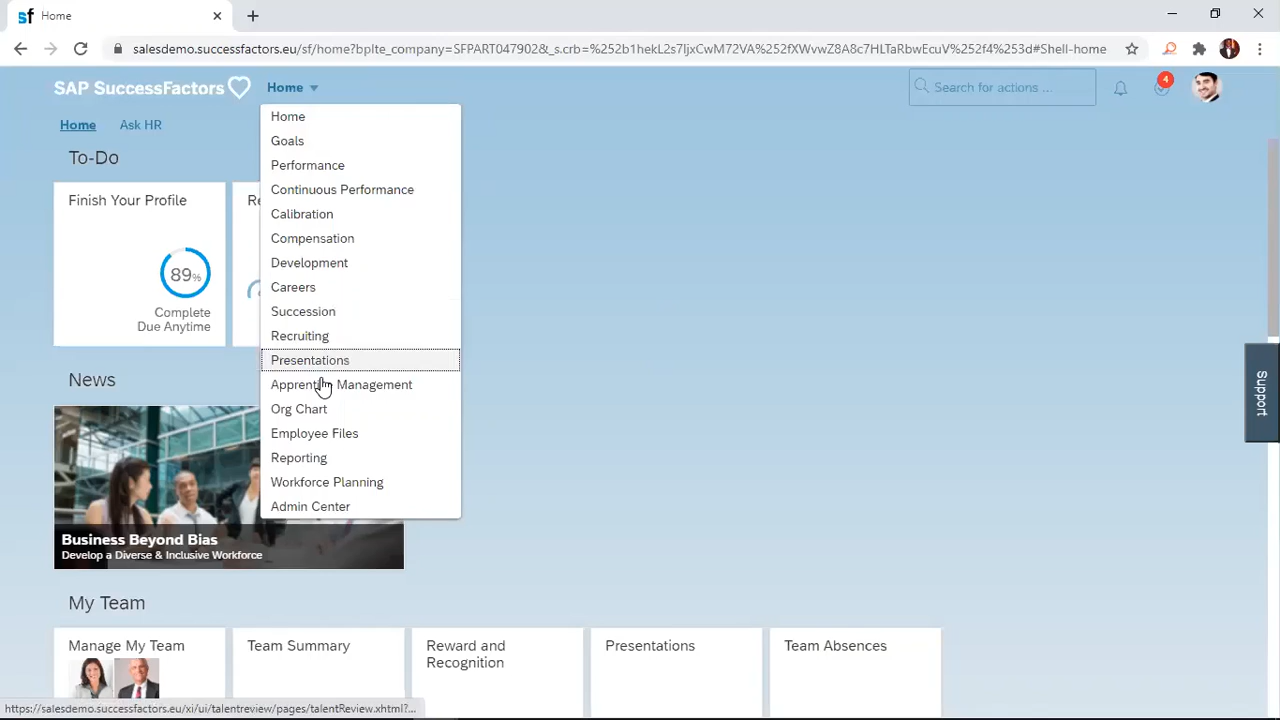 Home
salesdemo.successfactors.eu/sf/home?bplte_company=SFPART047902&_s.crb=%252b1hekL2s7IjxCwM72VA%252fXWvwZ8A8c7HLTaRbwEcuV%252f4%253d#Shell-home
SAP SuccessFactors
Home
Search for actions ...
4
Home
Ask HR
Home
Goals
Performance
Continuous Performance
Calibration
Compensation
Development
Careers
Succession
Recruiting
Presentations
Management
Org Chart
Employee Files
Reporting
Workforce Planning
Admin Center
To-Do
Finish Your Profile
89%
Complete
Due Anytime
News
Business Beyond Bias
Develop a Diverse & Inclusive Workforce
Support
My Team
Manage My Team
Team Summary
Reward and
Recognition
Presentations
Team Absences
https://salesdemo.successfactors.eu/xi/ui/talentreview/pages/talentReview.xhtml?...